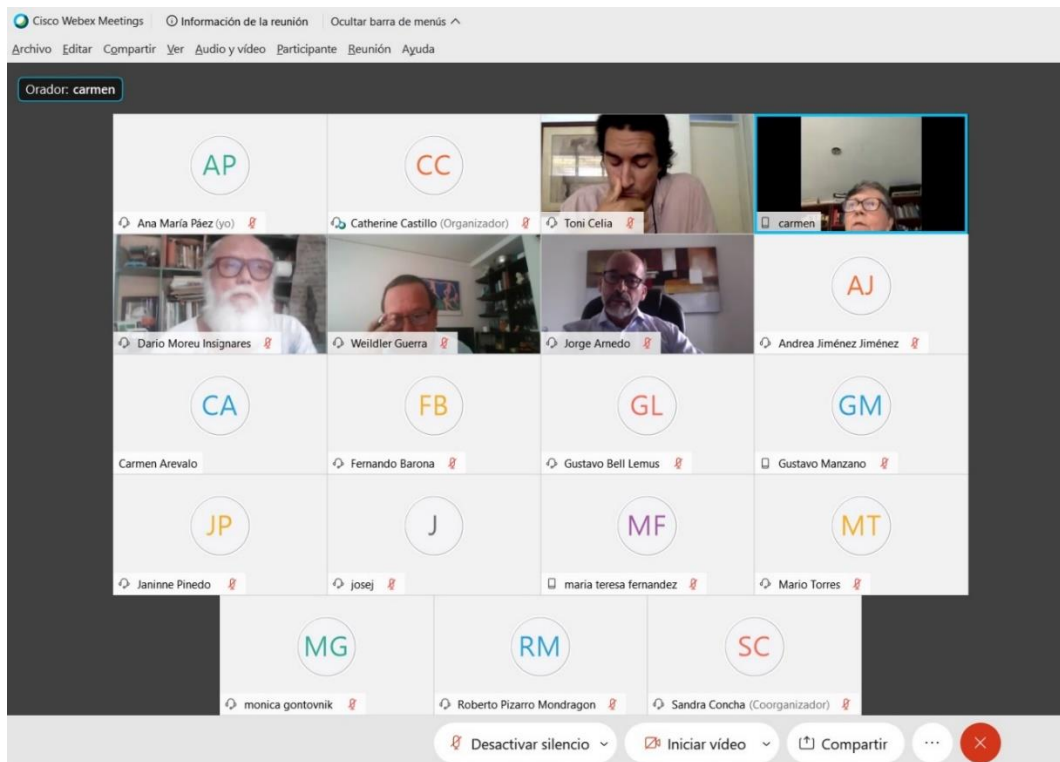 Cisco Webex Meetings Información de la reunión Ocultar barra de menús
Archivo Editar Compartir Ver Audio y vídeo Participante Reunión Ayuda
Orador: carmen
AP CC
Ana María Páez (yo) Catherine Castillo (Organizador) Toni Celia carmen
AJ
Dario Moreu Insignares Weildler Guerra Jorge Arnedo Andrea Jiménez Jiménez
CA FB GL GM
Carmen Arevalo Fernando Barona Gustavo Bell Lemus Gustavo Manzano
JP J MF MT
Janinne Pinedo josej maria teresa fernandez Mario Torres
MG RM SC
monica gontovnik Roberto Pizarro Mondragon Sandra Concha (Coorganizador)
Desactivar silencio Iniciar vídeo Compartir